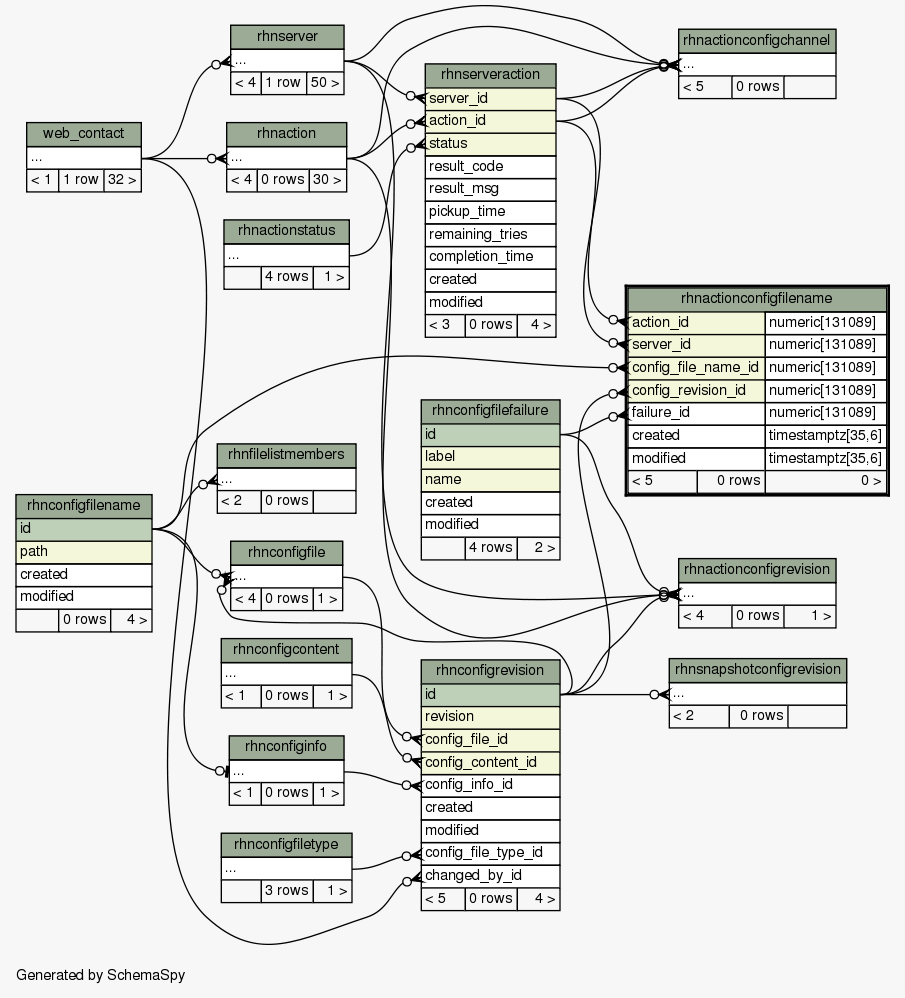 rhnserver
...
< 4 1 row 50 >
rhnactionconfigchannel
...
< 5 0 rows
rhnserveraction
server_id
action_id
status
result_code
result_msg
pickup_time
remaining_tries
completion_time
created
modified
< 3 0 rows 4 >
web_contact
...
< 1 1 row 32 >
rhnaction
...
< 4 0 rows 30 >
rhnactionstatus
...
4 rows 1 >
rhnactionconfigfilename
action_id numeric[131089]
server_id numeric[131089]
config_file_name_id numeric[131089]
config_revision_id numeric[131089]
failure_id numeric[131089]
created timestamptz[35,6]
modified timestamptz[35,6]
< 5 0 rows 0 >
rhnconfigfilefailure
id
label
name
created
modified
4 rows 2 >
rhnfilelistmembers
...
< 2 0 rows
rhnconfigfilename
id
path
created
modified
0 rows 4 >
rhnconfigfile
...
< 4 0 rows 1 >
rhnactionconfigrevision
...
< 4 0 rows 1 >
rhnconfigcontent
...
< 1 0 rows 1 >
rhnconfigrevision
id
revision
config_file_id
config_content_id
config_info_id
created
modified
config_file_type_id
changed_by_id
< 5 0 rows 4 >
rhnsnapshotconfigrevision
...
< 2 0 rows
rhnconfiginfo
...
< 1 0 rows 1 >
rhnconfigfiletype
...
3 rows 1 >
Generated by SchemaSpy